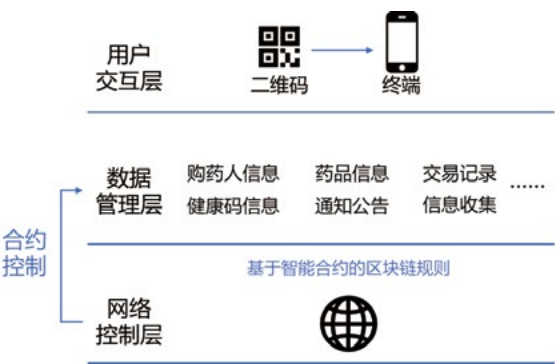 用户
交互层
二维码
终端
数据
管理层
购药人信息 药品信息 交易记录
健康码信息 通知公告 信息收集
......
合约
控制
基于智能合约的区块链规则
网络
控制层